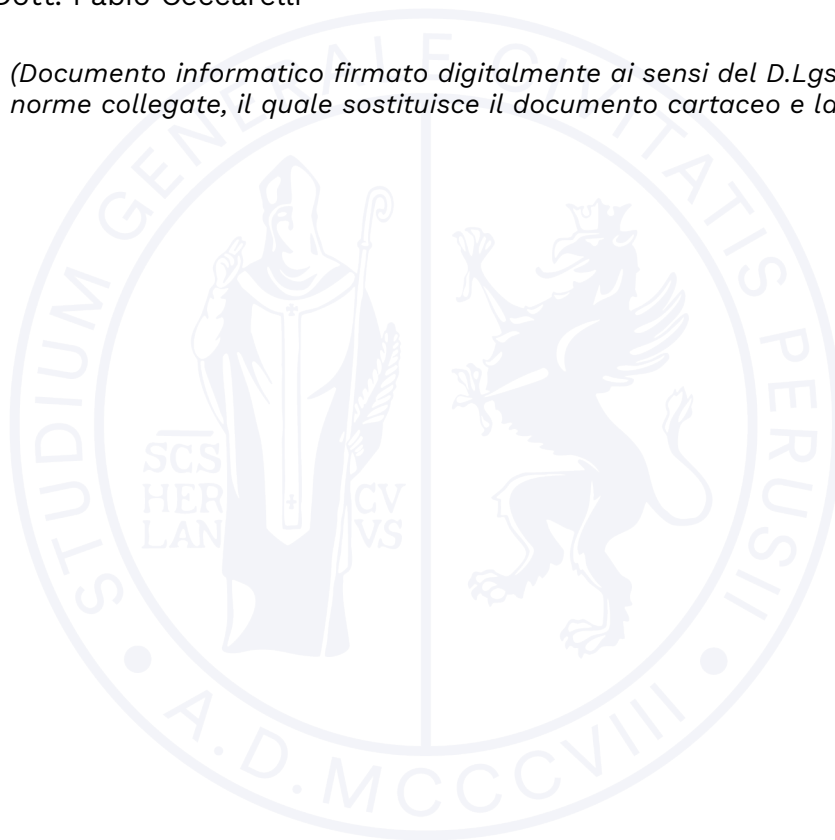 Dott. Fabio Ceccarelli
(Documento informatico firmato digitalmente ai sensi del D.Lgs
norme collegate, il quale sostituisce il documento cartaceo e la
STUDIUM GENERALE CIVITATIS PERUSII
SCS
HER CV
LAN VS
A.D.MCCCVIII